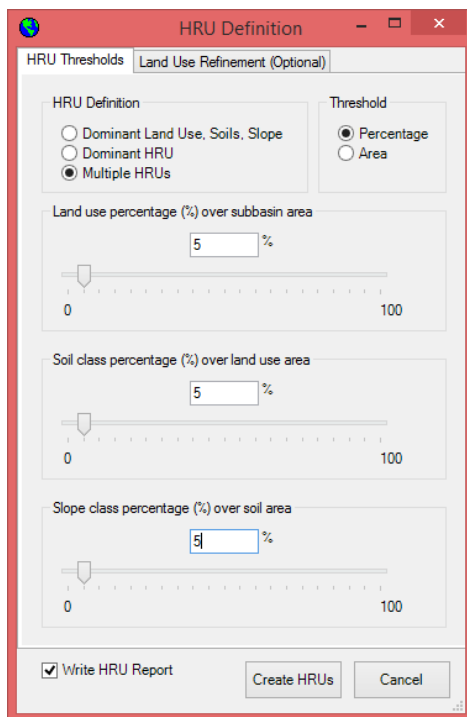 HRU Definition
HRU Thresholds Land Use Refinement (Optional)
HRU Definition Threshold
Dominant Land Use, Soils, Slope Percentage
Dominant HRU Area
Multiple HRUs
Land use percentage (%) over subbasin area
5 %
0 100
Soil class percentage (%) over land use area
5 %
0 100
Slope class percentage (%) over soil area
5 %
0 100
Write HRU Report Create HRUs Cancel